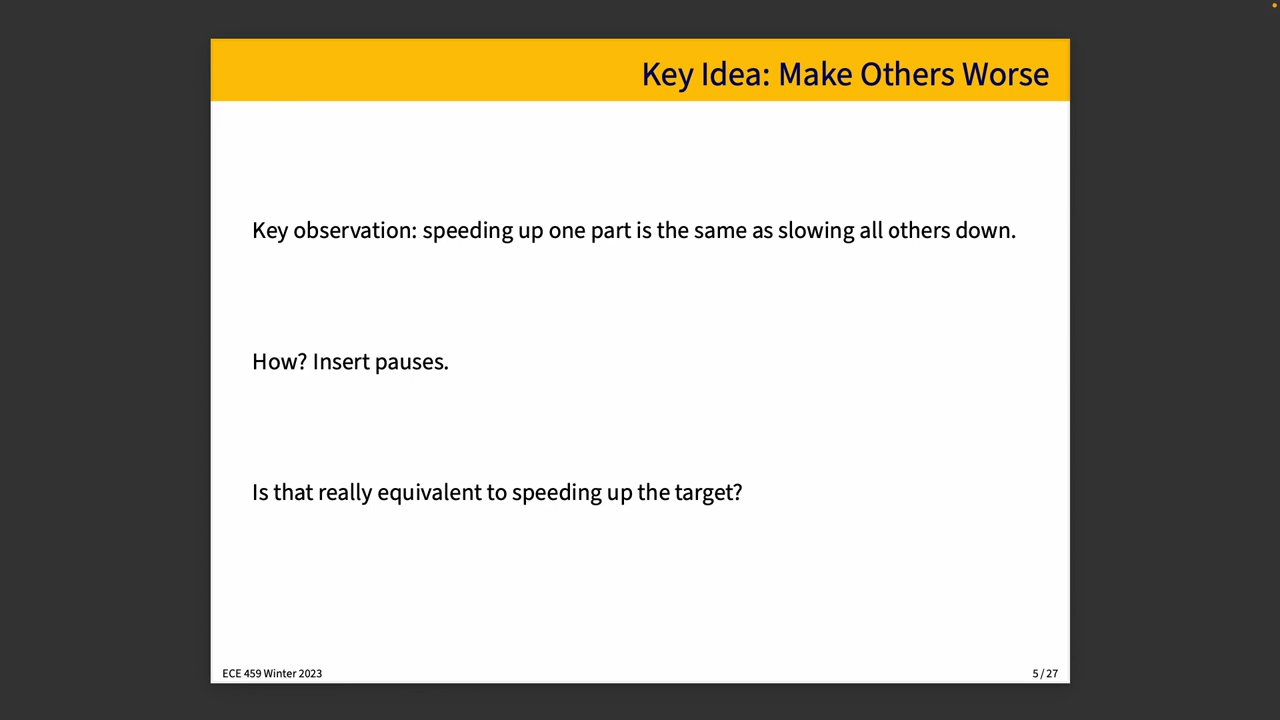 Key Idea: Make Others Worse
Key observation: speeding up one part is the same as slowing all others down.
How? Insert pauses.
Is that really equivalent to speeding up the target?
ECE 459 Winter 2023
5 / 27